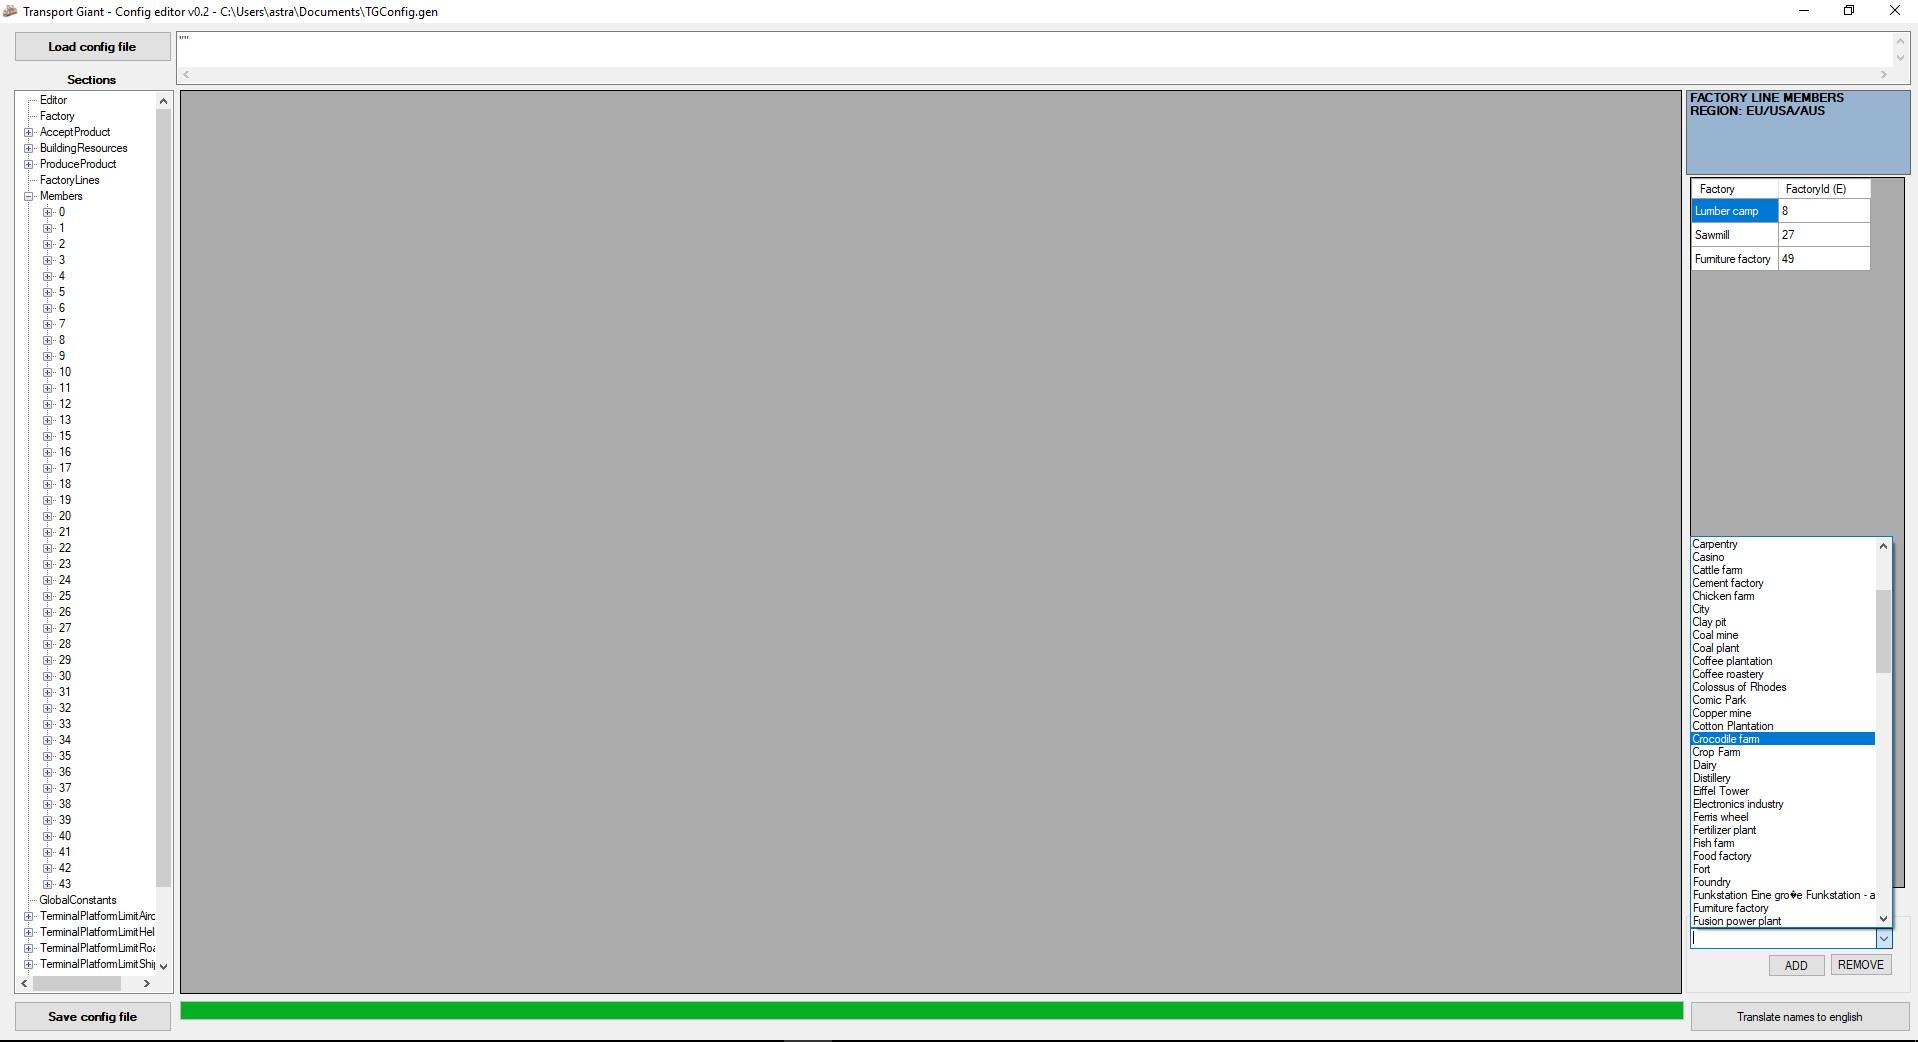 Transport Giant - Config editor v0.2 - C:\Users\astra\Documents\TGConfig.gen
Load config file
""
Sections
Editor
Factory
AcceptProduct
BuildingResources
ProduceProduct
FactoryLines
Members
0
1
2
3
4
5
6
7
8
9
10
11
12
13
15
16
17
18
19
20
21
22
23
24
25
26
27
28
29
30
31
32
33
34
35
36
37
38
39
40
41
42
43
GlobalConstants
TerminalPlatformLimitAirc
TerminalPlatformLimitHel
TerminalPlatformLimitRoa
TerminalPlatformLimitShip
Save config file
FACTORY LINE MEMBERS
REGION: EU/USA/AUS
Factory FactoryId (E)
Lumber camp 8
Sawmill 27
Furniture factory 49
Carpentry
Casino
Cattle farm
Cement factory
Chicken farm
City
Clay pit
Coal mine
Coal plant
Coffee plantation
Coffee roastery
Colossus of Rhodes
Comic Park
Copper mine
Cotton Plantation
Crocodile farm
Crop Farm
Dairy
Distillery
Eiffel Tower
Electronics industry
Ferris wheel
Fertilizer plant
Fish farm
Food factory
Fort
Foundry
Funkstation Eine gro�e Funkstation - a
Furniture factory
Fusion power plant
ADD REMOVE
Translate names to english